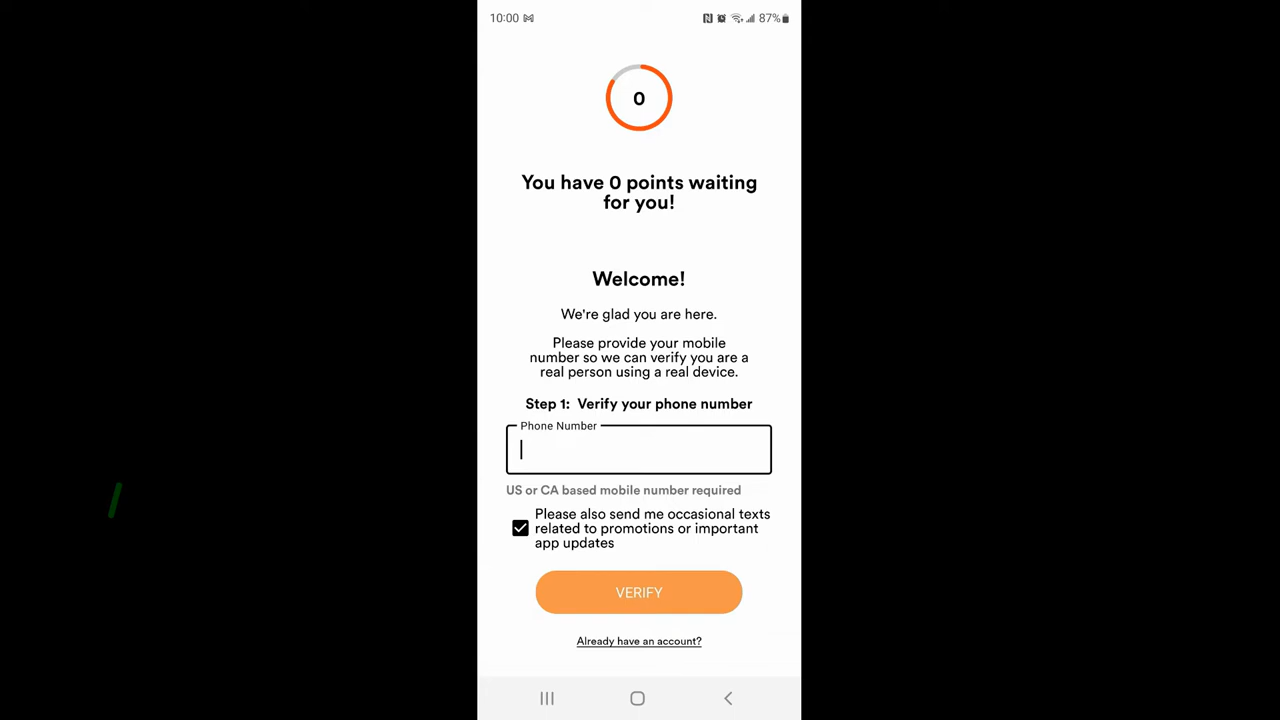 10:00
87%
0
You have 0 points waiting
for you!
Welcome!
We're glad you are here.
Please provide your mobile
number so we can verify you are a
real person using a real device.
Step 1: Verify your phone number
Phone Number
US or CA based mobile number required
Please also send me occasional texts
related to promotions or important
app updates
VERIFY
Already have an account?